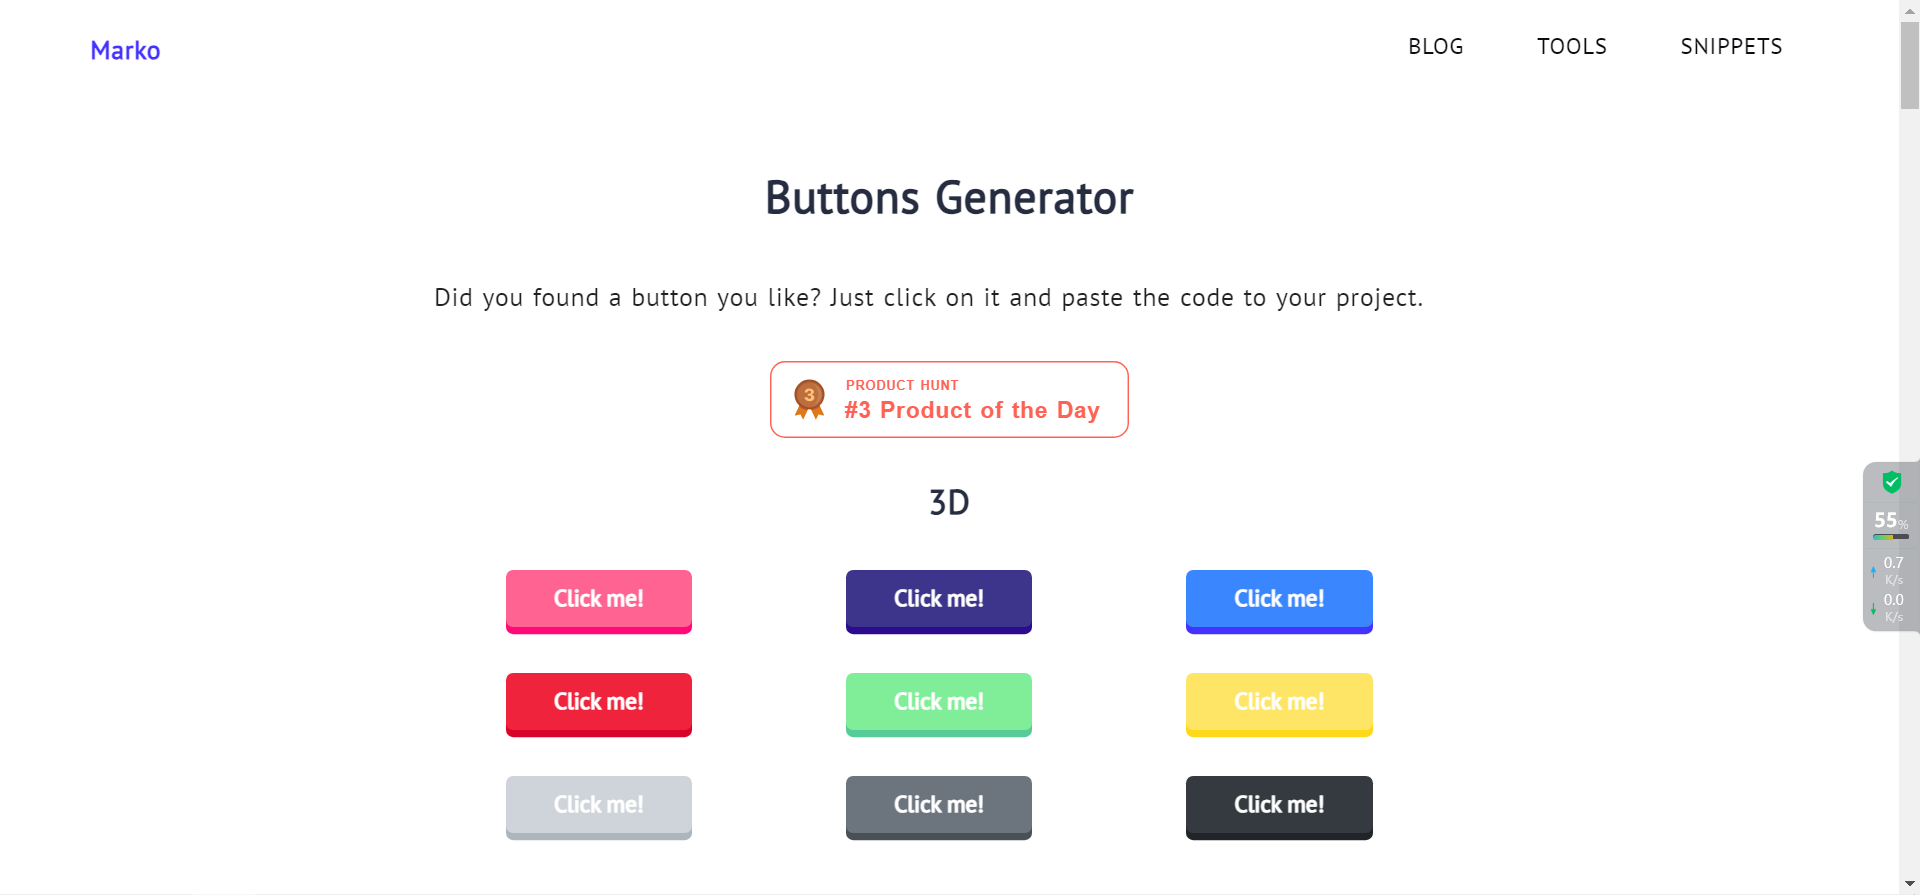 Marko
BLOG TOOLS SNIPPETS
Buttons Generator
Did you found a button you like? Just click on it and paste the code to your project.
3
PRODUCT HUNT
#3 Product of the Day
3D
Click me! Click me! Click me!
Click me! Click me! Click me!
Click me! Click me! Click me!
55%
0.7
K/s
0.0
K/s